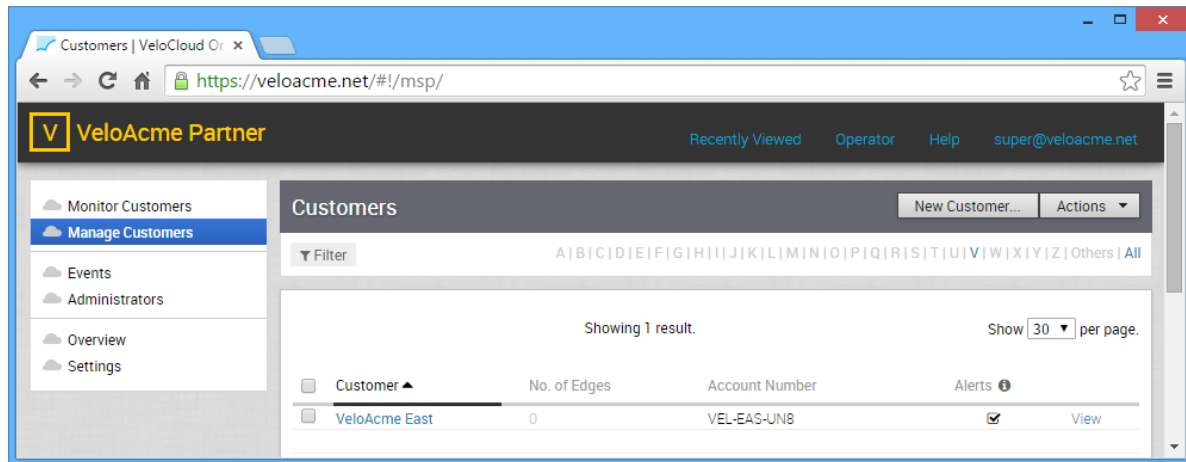 Customers | VeloCloud Or
https://veloacme.net/#!/msp/
V VeloAcme Partner
Recently Viewed Operator Help super@veloacme.net
Monitor Customers
Manage Customers
Events
Administrators
Overview
Settings
Customers
New Customer... Actions
Filter
A | B | C | D | E | F | G | H | I | J | K | L | M | N | O | P | Q | R | S | T | U | V | W | X | Y | Z | Others | All
Showing 1 result.
Show 30 per page.
Customer No. of Edges Account Number Alerts
VeloAcme East 0 VEL-EAS-UN8 View